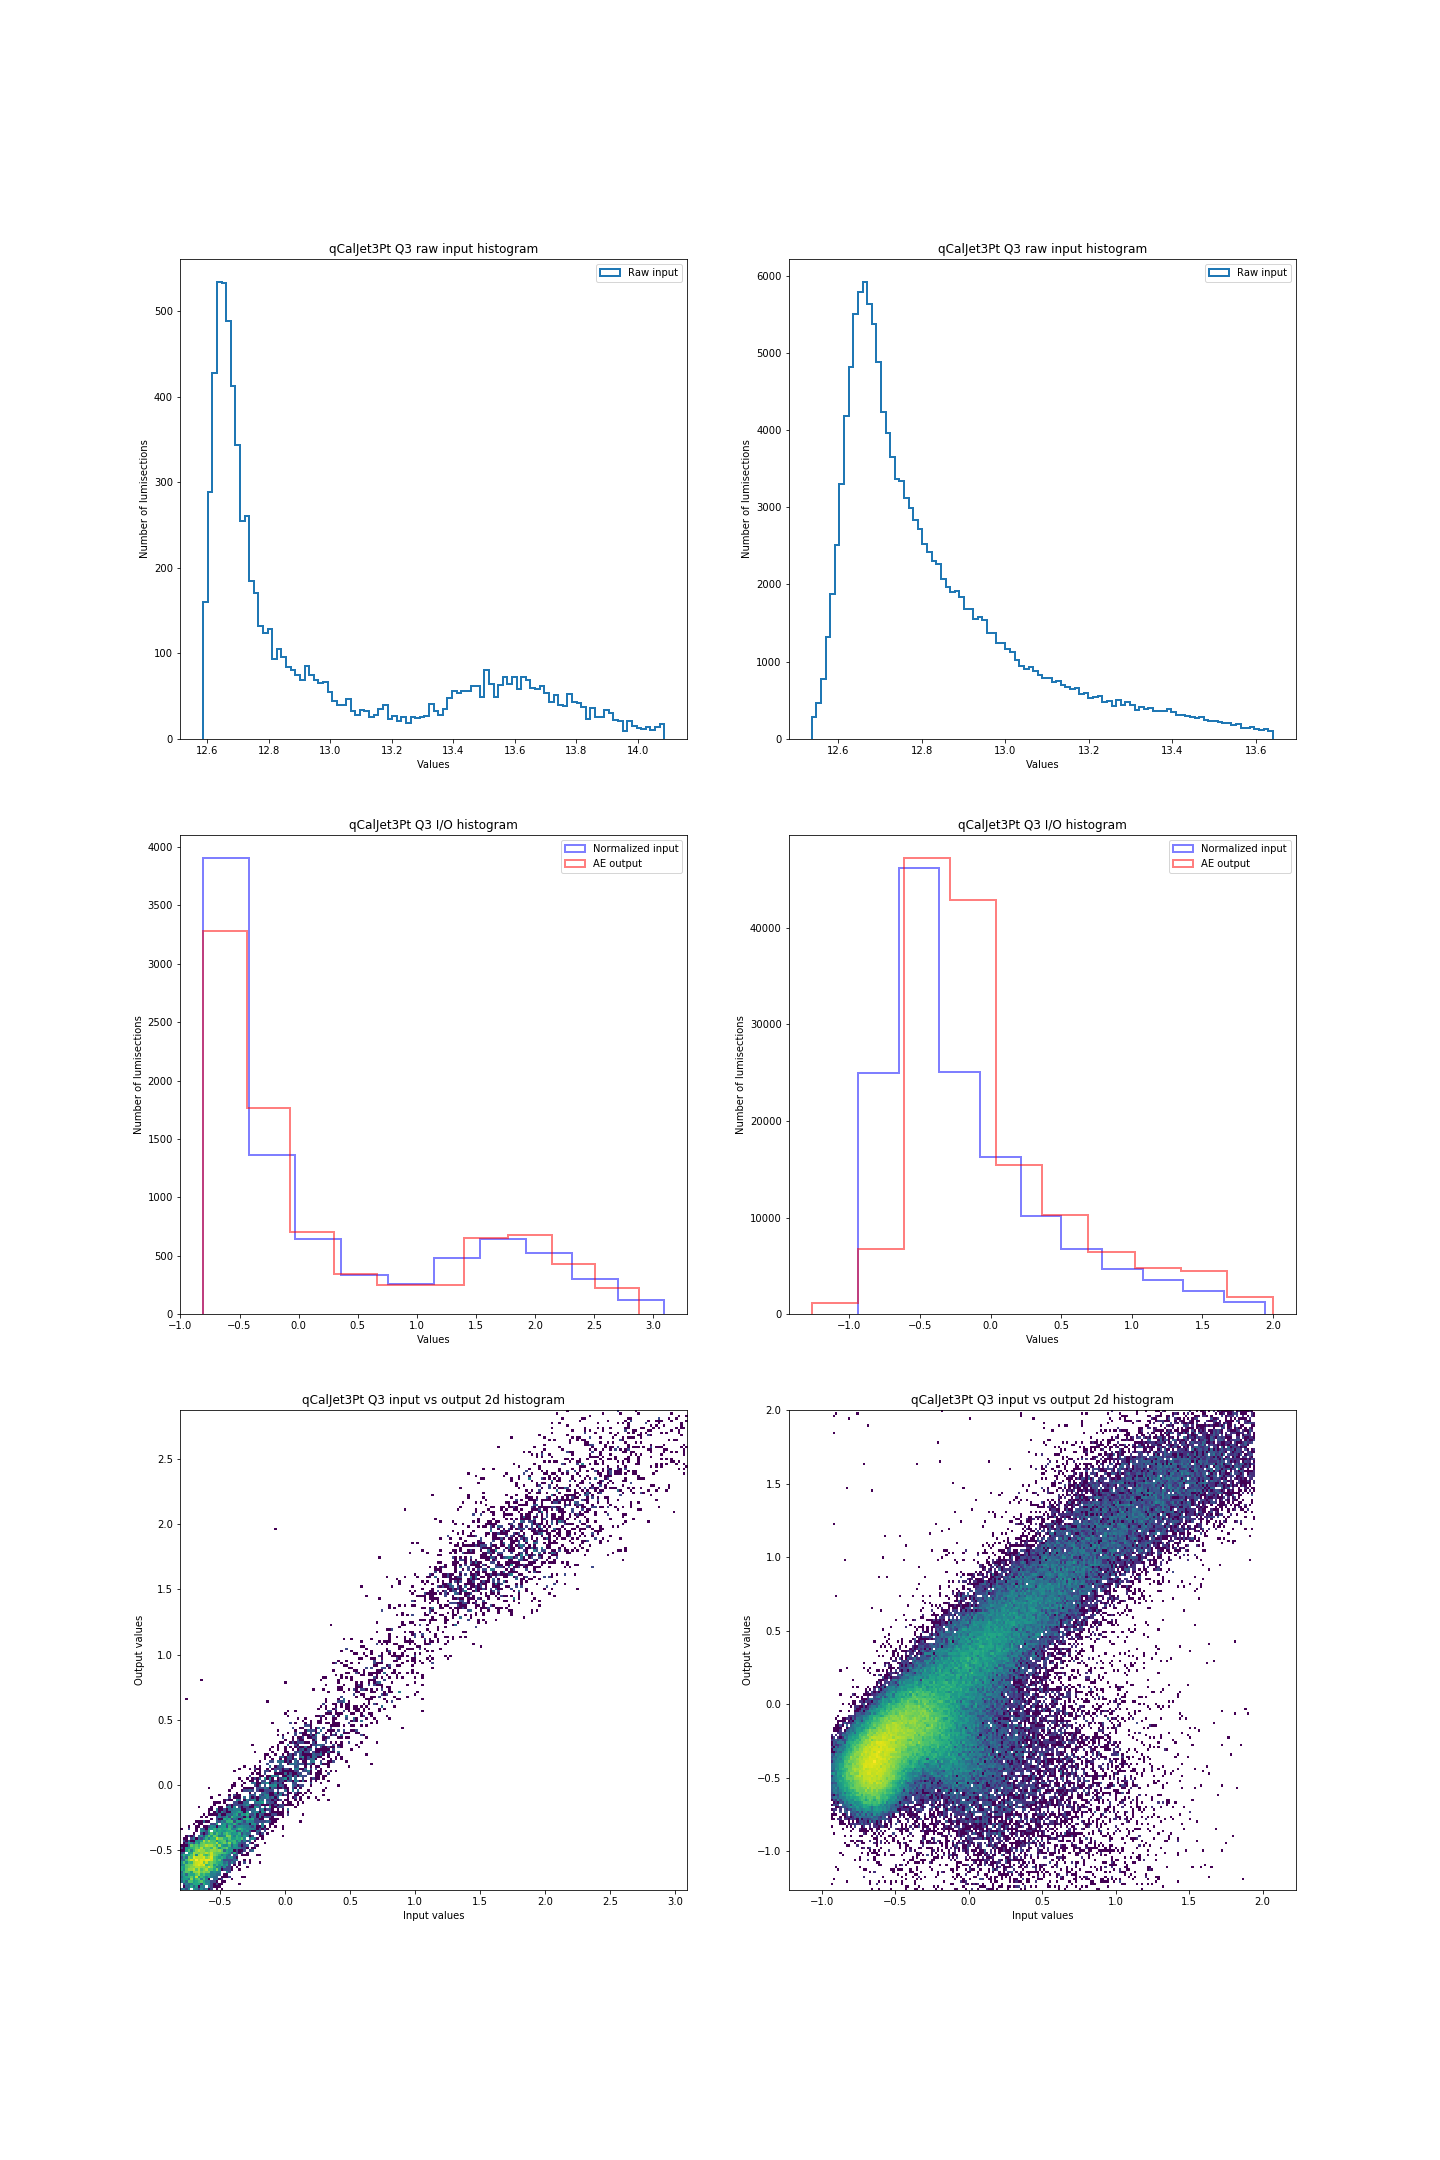 qCalJet3Pt Q3 raw input histogram
Raw input
500
400
300
200
100
0
Number of lumisections
12.6 12.8 13.0 13.2 13.4 13.6 13.8 14.0
Values
qCalJet3Pt Q3 raw input histogram
Raw input
6000
5000
4000
3000
2000
1000
0
Number of lumisections
12.6 12.8 13.0 13.2 13.4 13.6
Values
qCalJet3Pt Q3 I/O histogram
Normalized input
AE output
4000
3500
3000
2500
2000
1500
1000
500
0
Number of lumisections
−1.0 −0.5 0.0 0.5 1.0 1.5 2.0 2.5 3.0
Values
qCalJet3Pt Q3 I/O histogram
Normalized input
AE output
40000
30000
20000
10000
0
Number of lumisections
−1.0 −0.5 0.0 0.5 1.0 1.5 2.0
Values
qCalJet3Pt Q3 input vs output 2d histogram
2.5
2.0
1.5
1.0
0.5
0.0
−0.5
Output values
−0.5 0.0 0.5 1.0 1.5 2.0 2.5 3.0
Input values
qCalJet3Pt Q3 input vs output 2d histogram
2.0
1.5
1.0
0.5
0.0
−0.5
−1.0
Output values
−1.0 −0.5 0.0 0.5 1.0 1.5 2.0
Input values